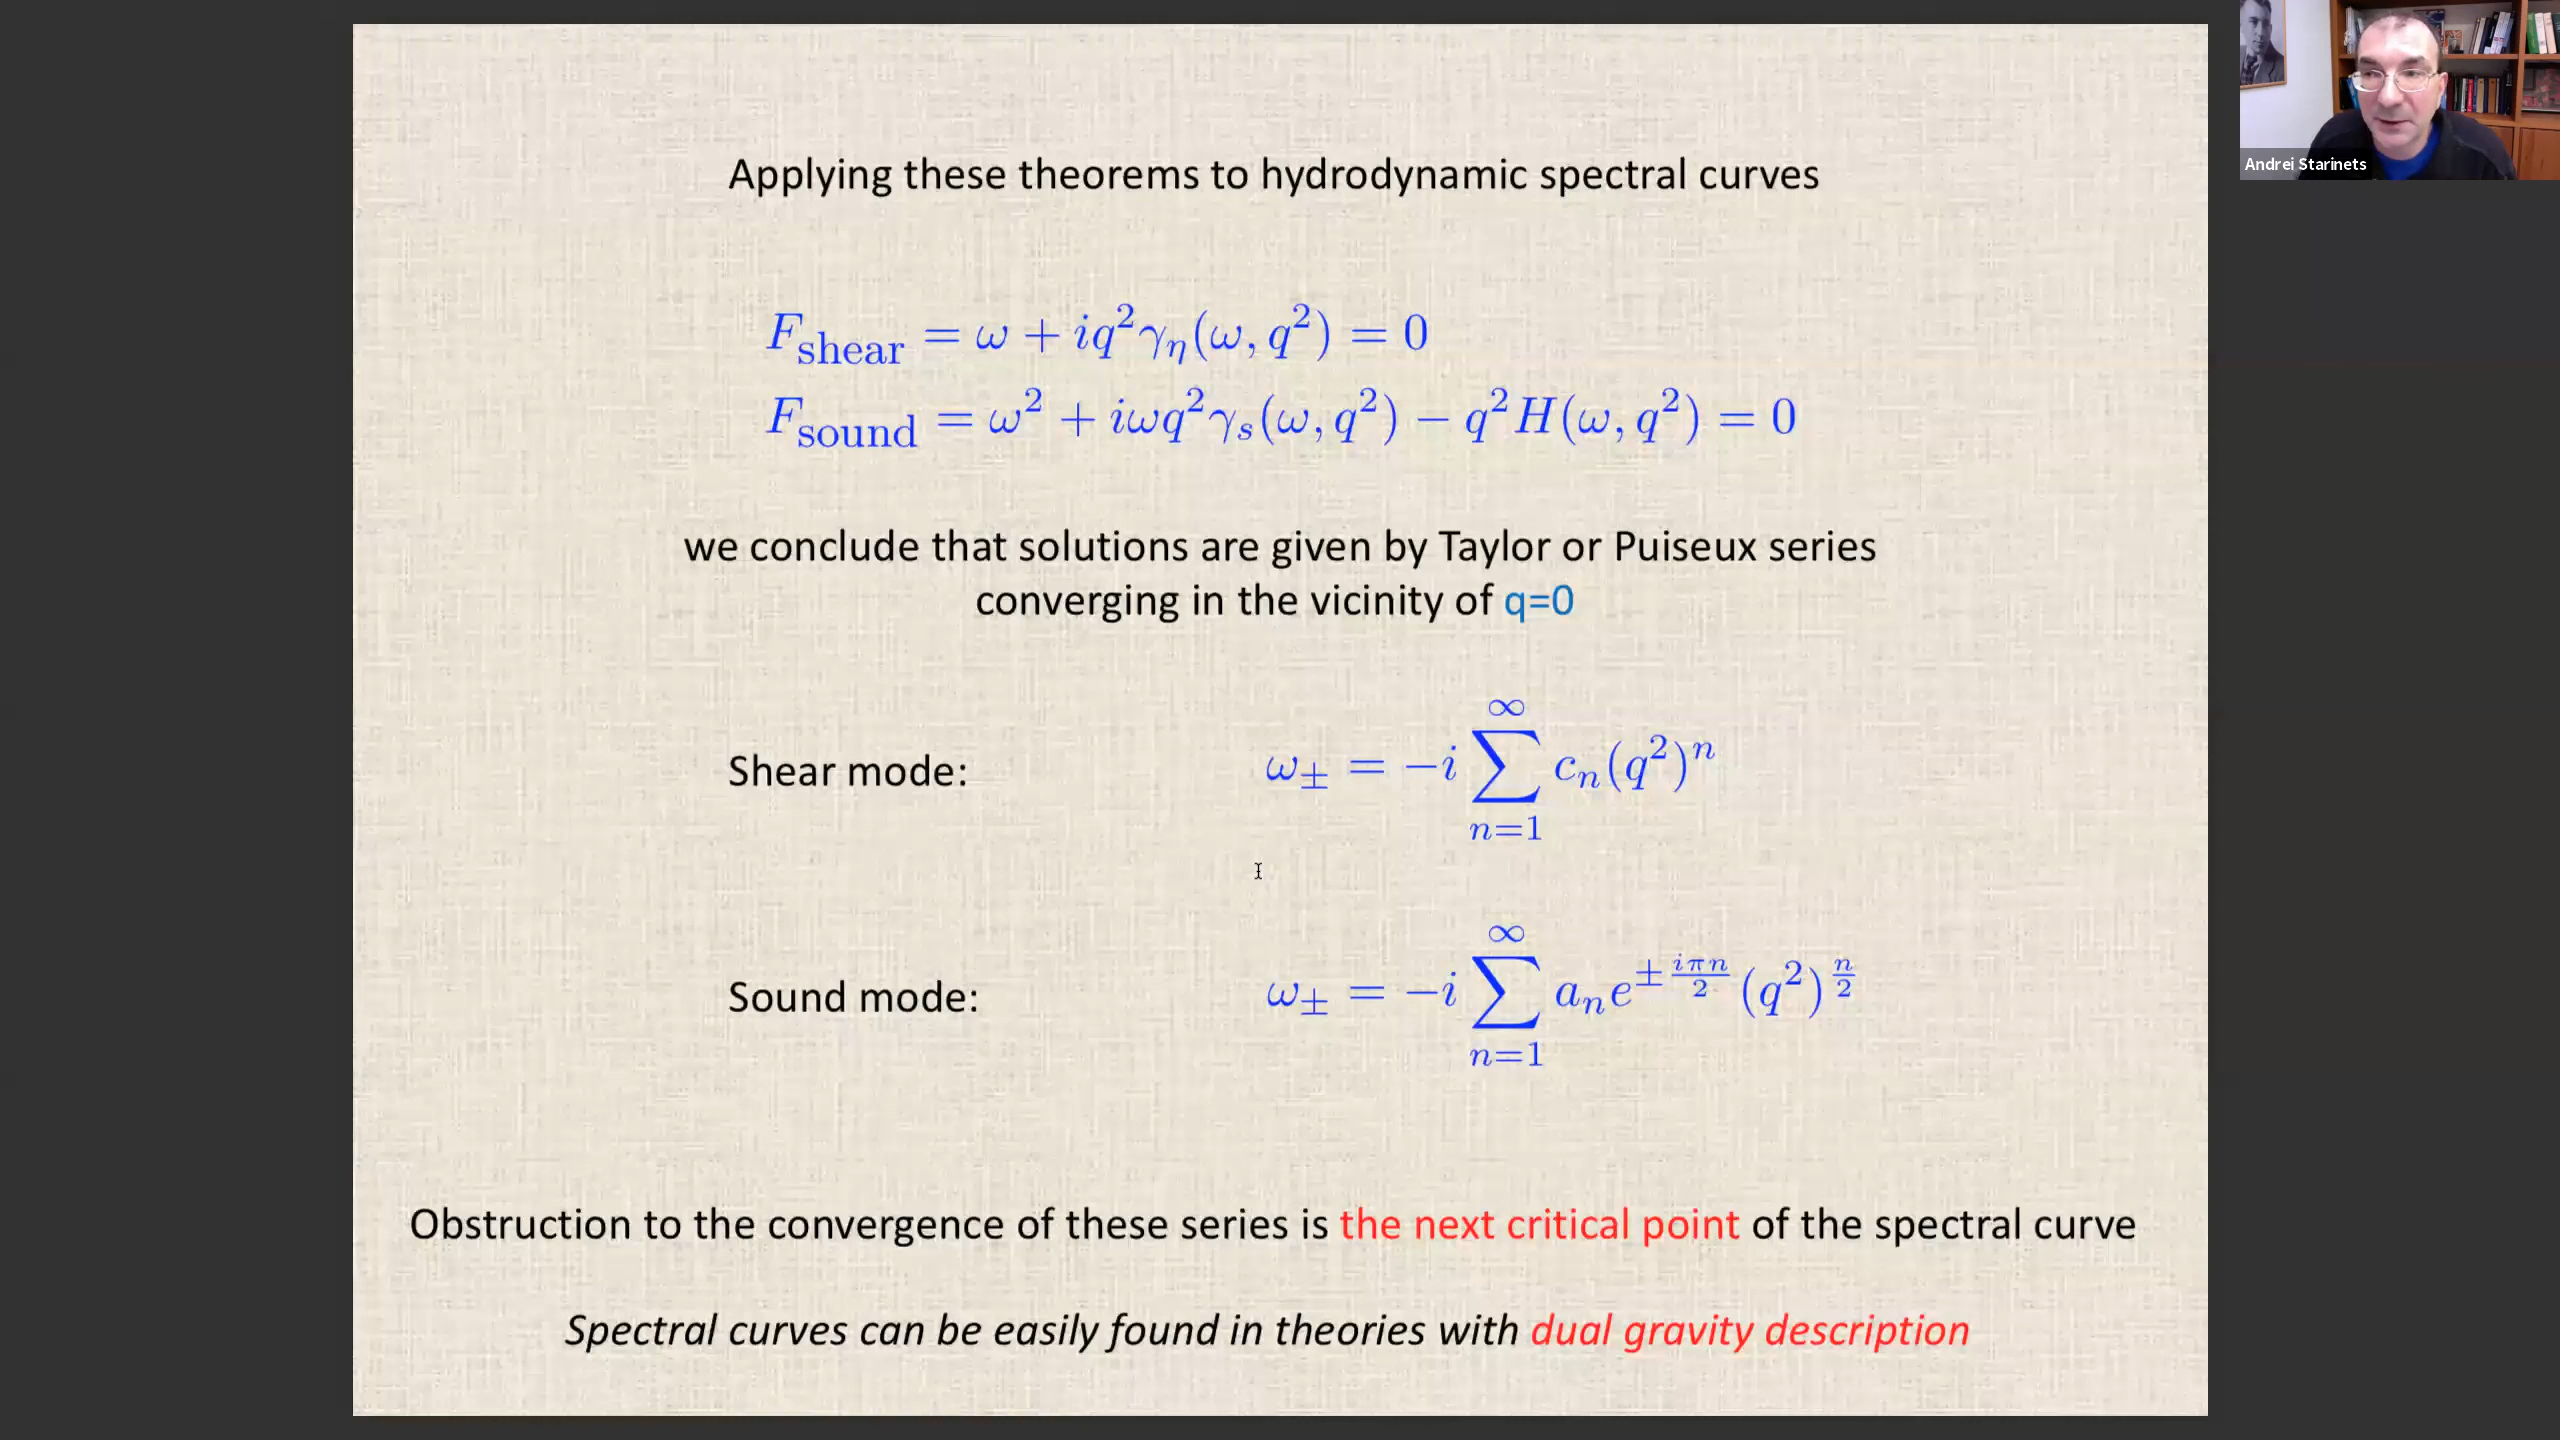 Andrei Starinets
Applying these theorems to hydrodynamic spectral curves
F_shear = ω + iq²γ_η(ω, q²) = 0
F_sound = ω² + iωq²γ_s(ω, q²) − q²H(ω, q²) = 0
we conclude that solutions are given by Taylor or Puiseux series
converging in the vicinity of q=0
Shear mode: ω_± = −i ∑_{n=1}^{∞} c_n(q²)^n
Sound mode: ω_± = −i ∑_{n=1}^{∞} a_n e^{± iπn/2} (q²)^{n/2}
Obstruction to the convergence of these series is the next critical point of the spectral curve
Spectral curves can be easily found in theories with dual gravity description